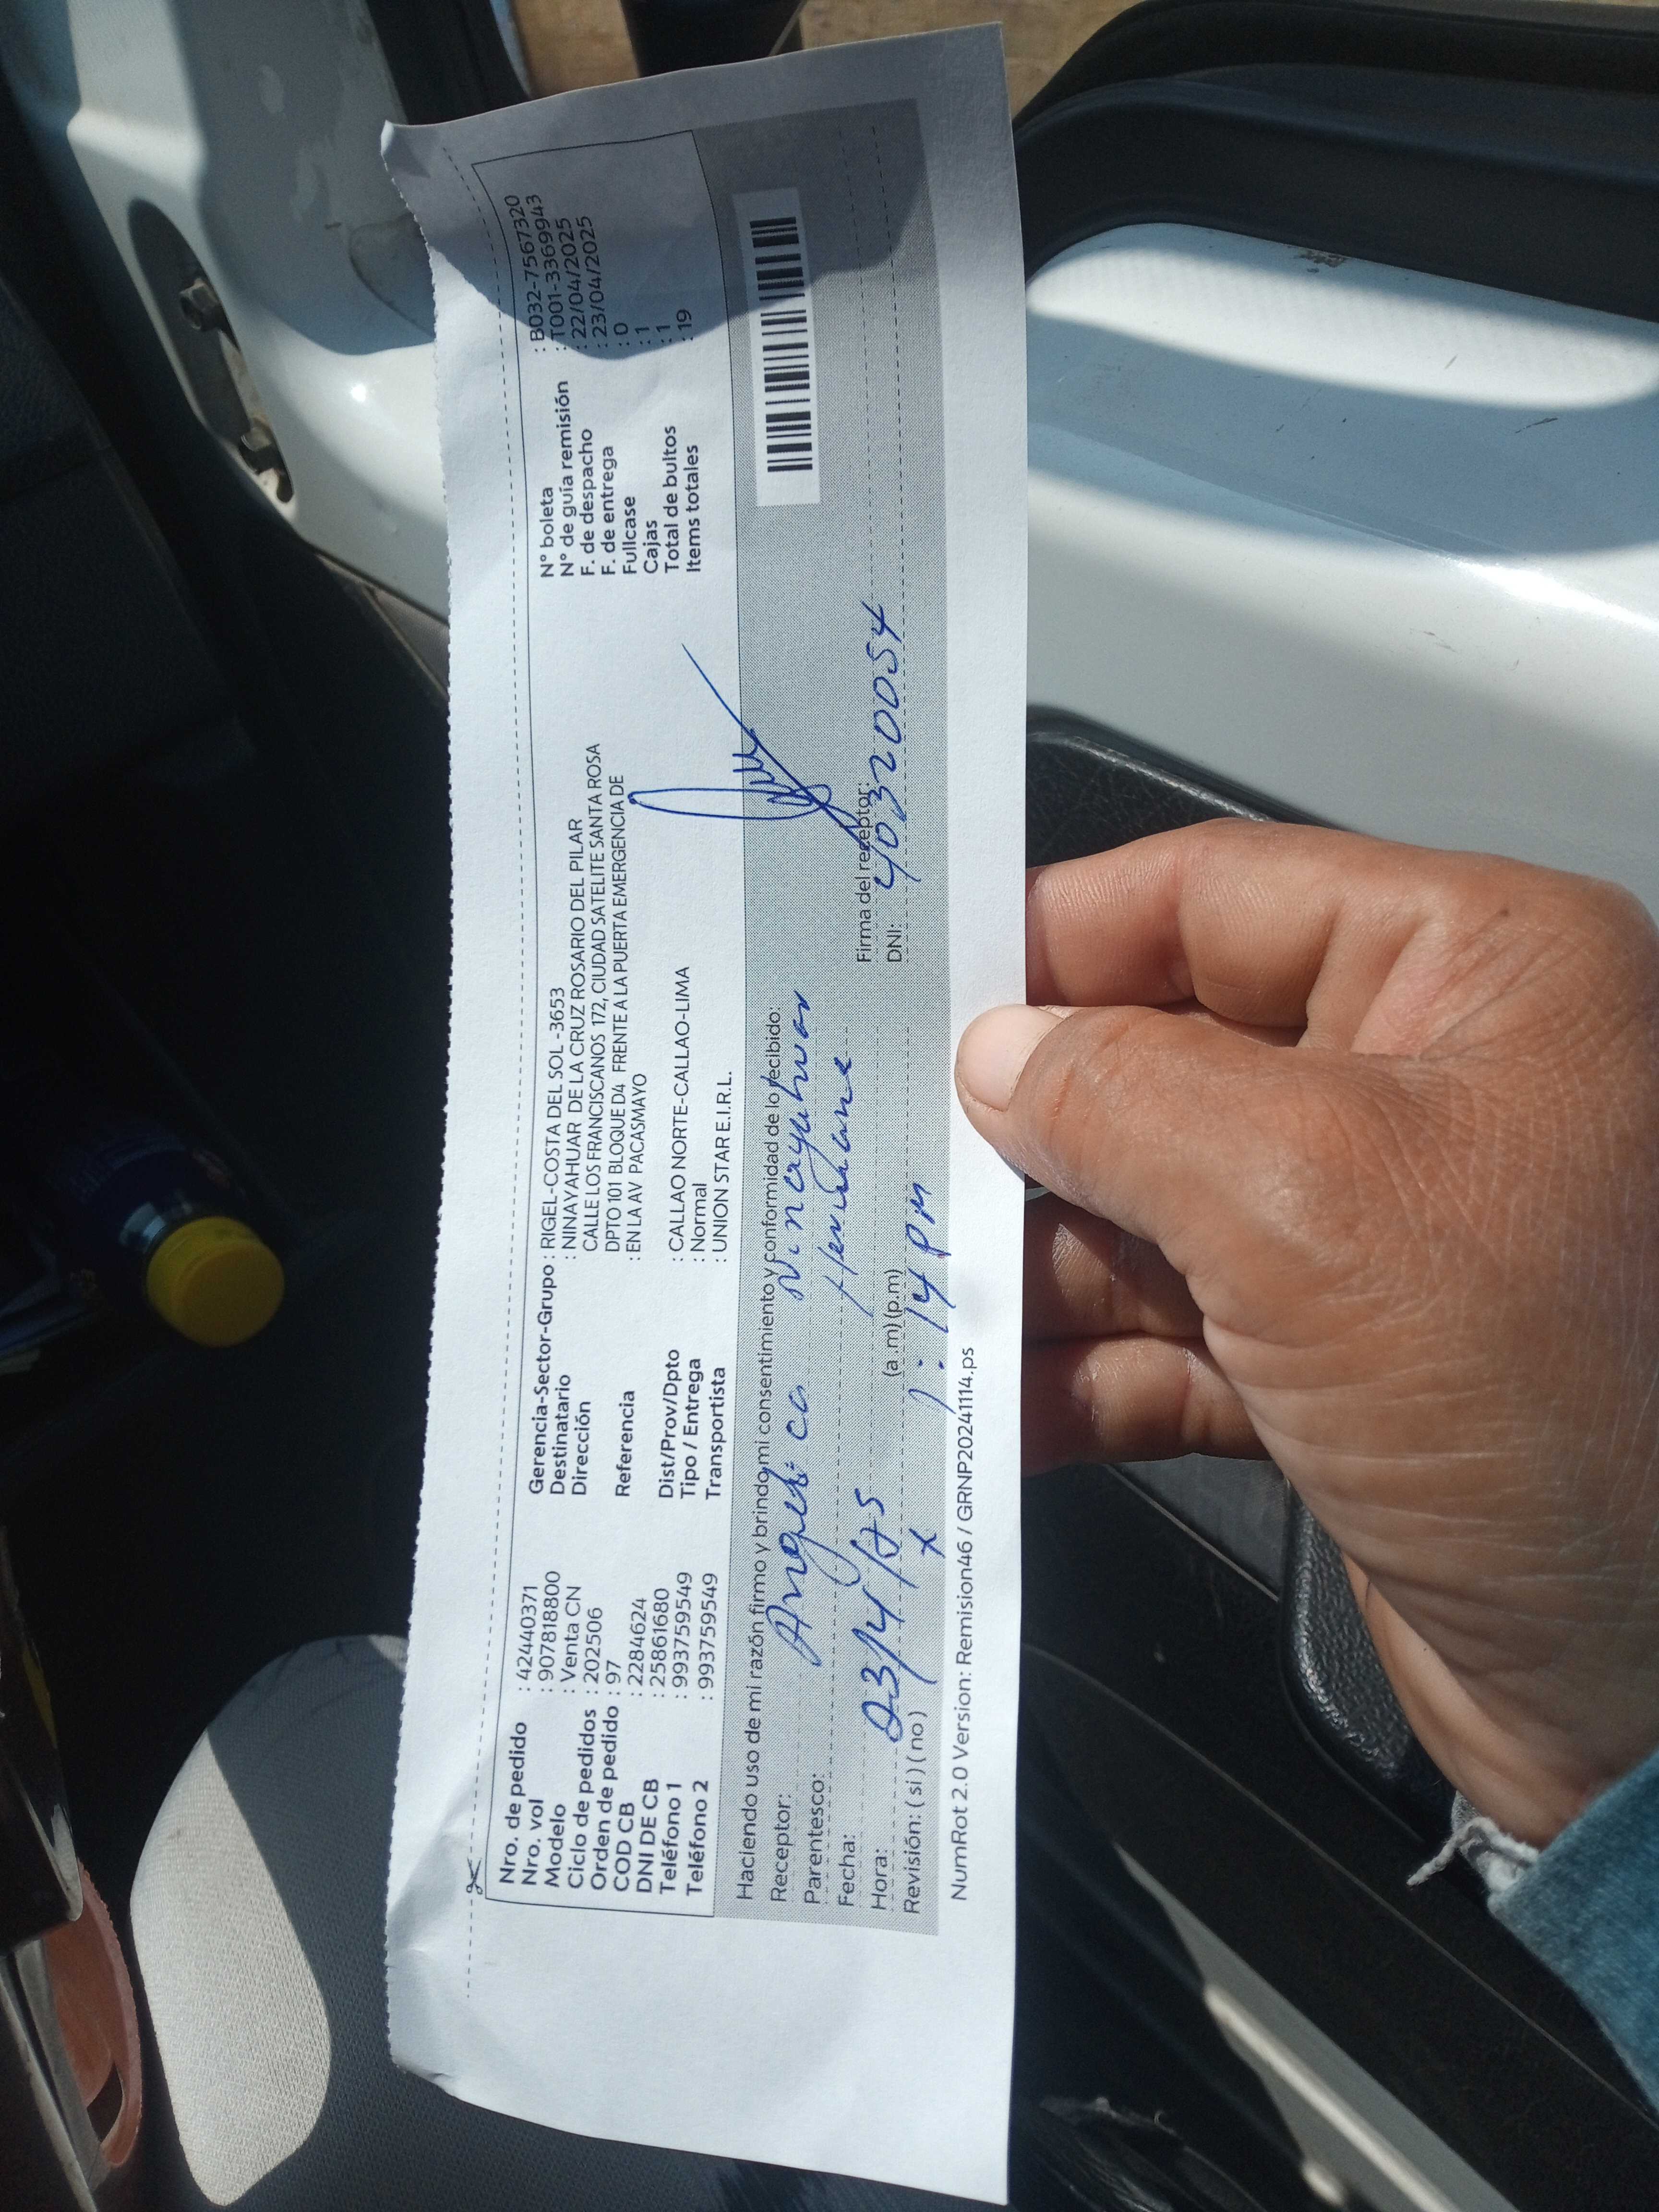 Nro. de pedido : 42440371
Nro. vol : 907818800
Modelo : Venta CN
Ciclo de pedidos : 202506
Orden de pedido : 97
COD CB : 2284624
DNI DE CB : 25861680
Teléfono 1 : 993759549
Teléfono 2 : 993759549
Gerencia-Sector-Grupo : RIGEL-COSTA DEL SOL -3653
Destinatario : NINAYAHUAR DE LA CRUZ ROSARIO DEL PILAR
Dirección CALLE LOS FRANCISCANOS 172, CIUDAD SATELITE SANTA ROSA
DPTO 101 BLOQUE D4 FRENTE A LA PUERTA EMERGENCIA DE
Referencia : EN LA AV PACASMAYO
Dist/Prov/Dpto : CALLAO NORTE-CALLAO-LIMA
Tipo / Entrega : Normal
Transportista : UNION STAR E.I.R.L.
N° boleta : B032-7567320
N° de guía remisión : T001-3369943
F. de despacho : 22/04/2025
F. de entrega : 23/04/2025
Fullcase : 0
Cajas : 1
Total de bultos : 1
Items totales : 19
Haciendo uso de mi razón firmo y brindo mi consentimiento y conformidad de lo recibido:
Receptor: Angelica Ninayahuar
Parentesco: Hermana
Fecha: 23/4/25
Hora: (a.m) (p.m) 1:14 PM
Revisión: ( si ) ( no ) x
Firma del receptor:
DNI: 40320054
NumRot 2.0 Version: Remision46 / GRNP20241114.ps